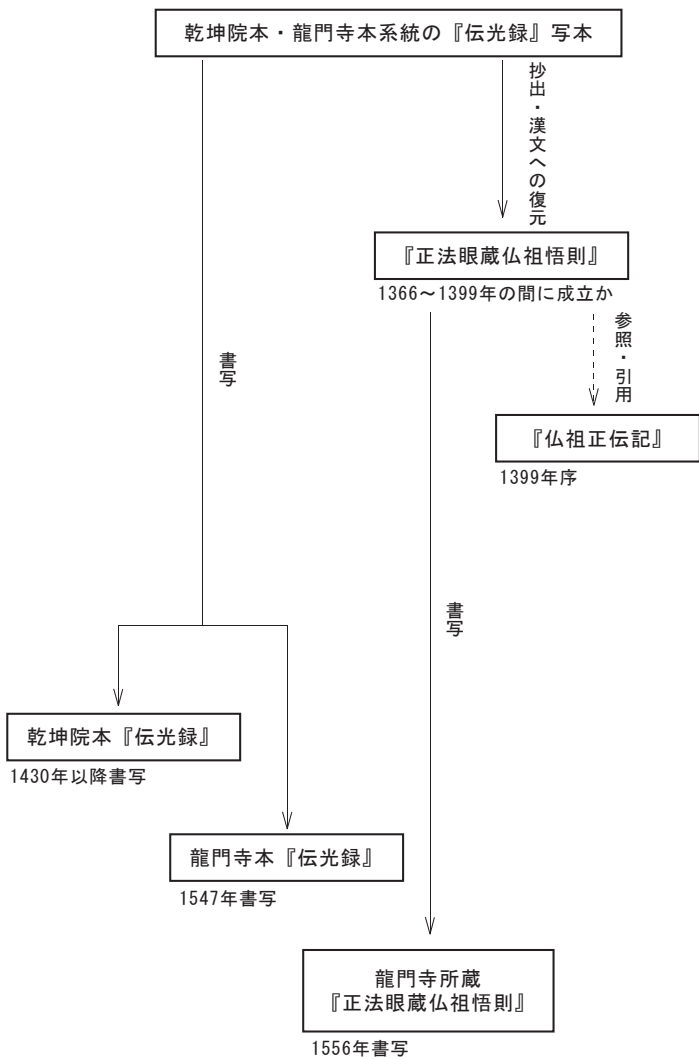 乾坤院本・龍門寺本系統の『伝光録』写本
抄出・漢文への復元
『正法眼蔵仏祖悟則』
1366～1399年の間に成立か
参照・引用
書写
『仏祖正伝記』
1399年序
書写
乾坤院本『伝光録』
1430年以降書写
龍門寺本『伝光録』
1547年書写
龍門寺所蔵
『正法眼蔵仏祖悟則』
1556年書写